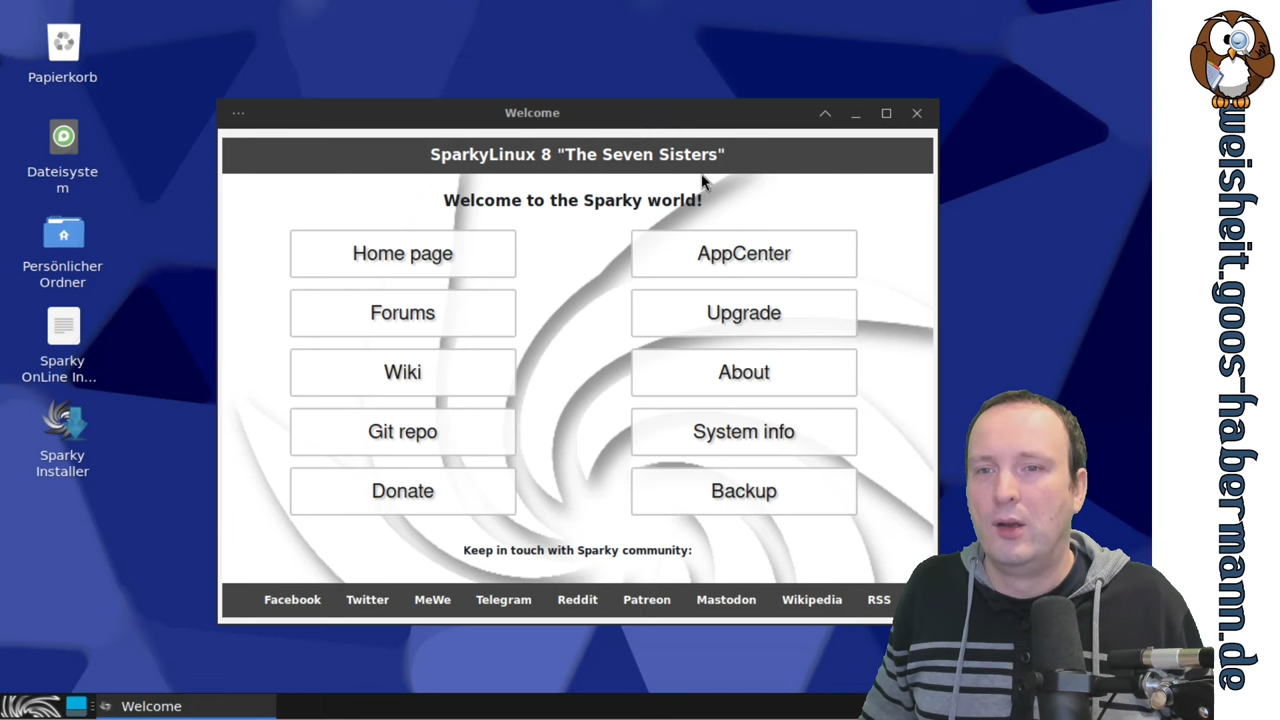 Papierkorb
Dateisyste
m
Persönlicher
Ordner
Sparky
OnLine In...
Sparky
Installer
Welcome
SparkyLinux 8 "The Seven Sisters"
Welcome to the Sparky world!
Home page
AppCenter
Forums
Upgrade
Wiki
About
Git repo
System info
Donate
Backup
Keep in touch with Sparky community:
Facebook Twitter MeWe Telegram Reddit Patreon Mastodon Wikipedia RSS
Welcome
weisheit.goos-habermann.de